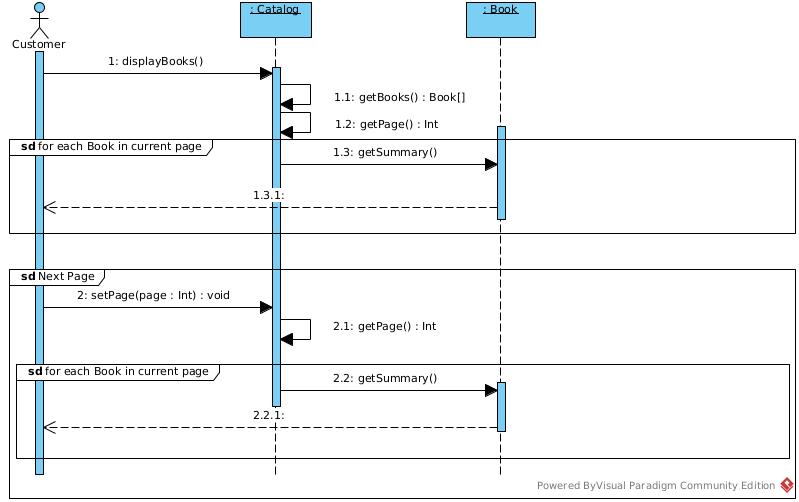 : Catalog
: Book
Customer
1: displayBooks()
1.1: getBooks() : Book[]
1.2: getPage() : Int
sd for each Book in current page
1.3: getSummary()
1.3.1:
sd Next Page
2: setPage(page : Int) : void
2.1: getPage() : Int
sd for each Book in current page
2.2: getSummary()
2.2.1:
Powered ByVisual Paradigm Community Edition